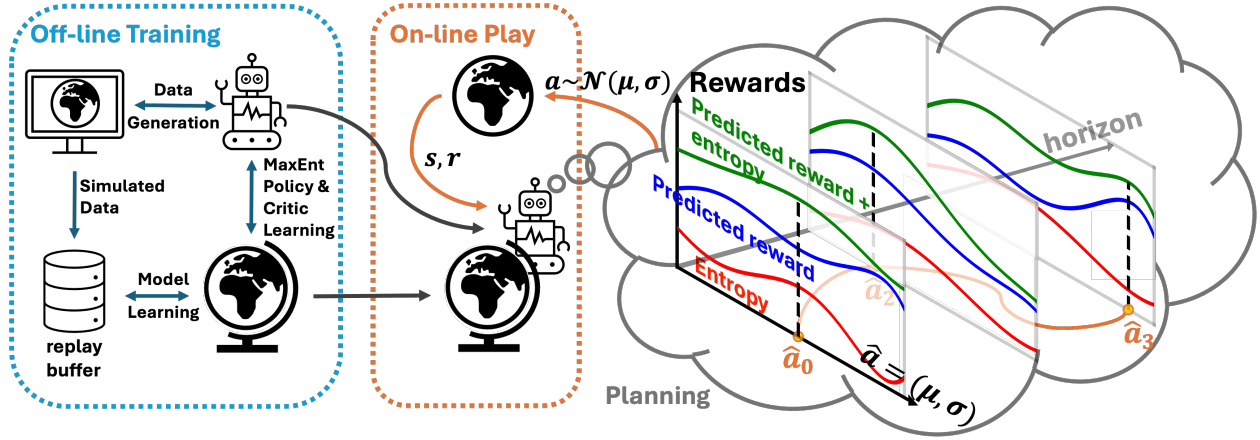 Off-line Training
Data
Generation
Simulated
Data
MaxEnt
Policy &
Critic
Learning
Model
Learning
replay
buffer
On-line Play
a~𝒩(μ, σ)
s, r
Rewards
Predicted reward +
entropy
Predicted reward
Entropy
horizon
â₀
â₂
â₃
â = (μ, σ)
Planning